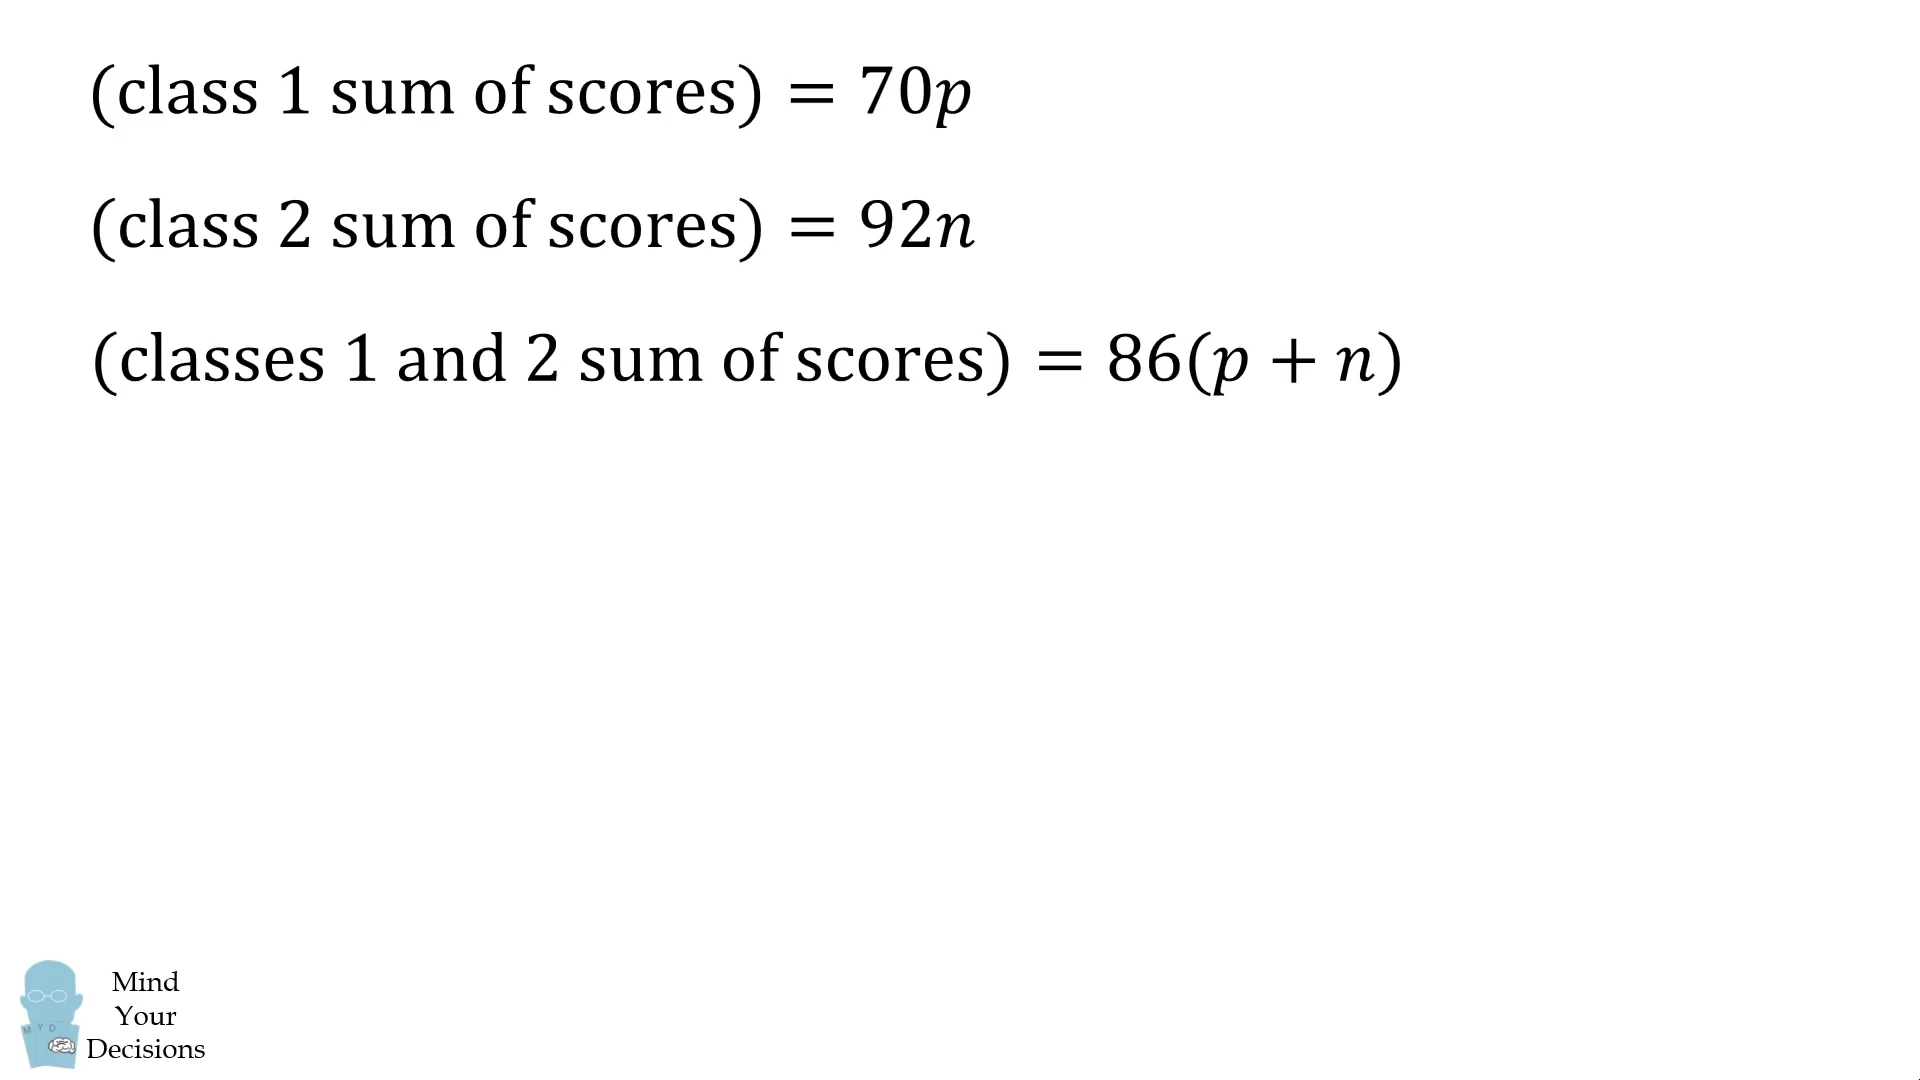 (class 1 sum of scores) = 70p
(class 2 sum of scores) = 92n
(classes 1 and 2 sum of scores) = 86(p + n)
M Y D
Mind
Your
Decisions